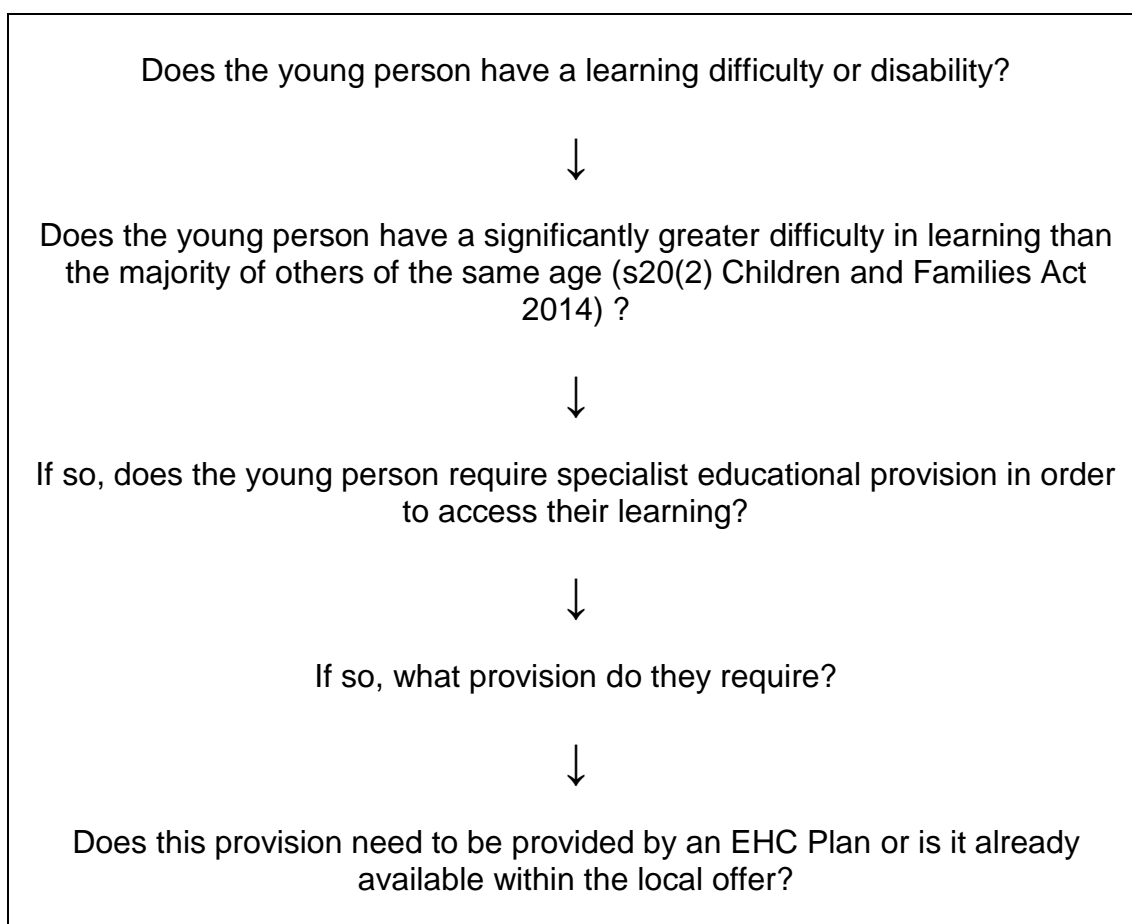 Does the young person have a learning difficulty or disability?
↓
Does the young person have a significantly greater difficulty in learning than
the majority of others of the same age (s20(2) Children and Families Act
2014) ?
↓
If so, does the young person require specialist educational provision in order
to access their learning?
↓
If so, what provision do they require?
↓
Does this provision need to be provided by an EHC Plan or is it already
available within the local offer?